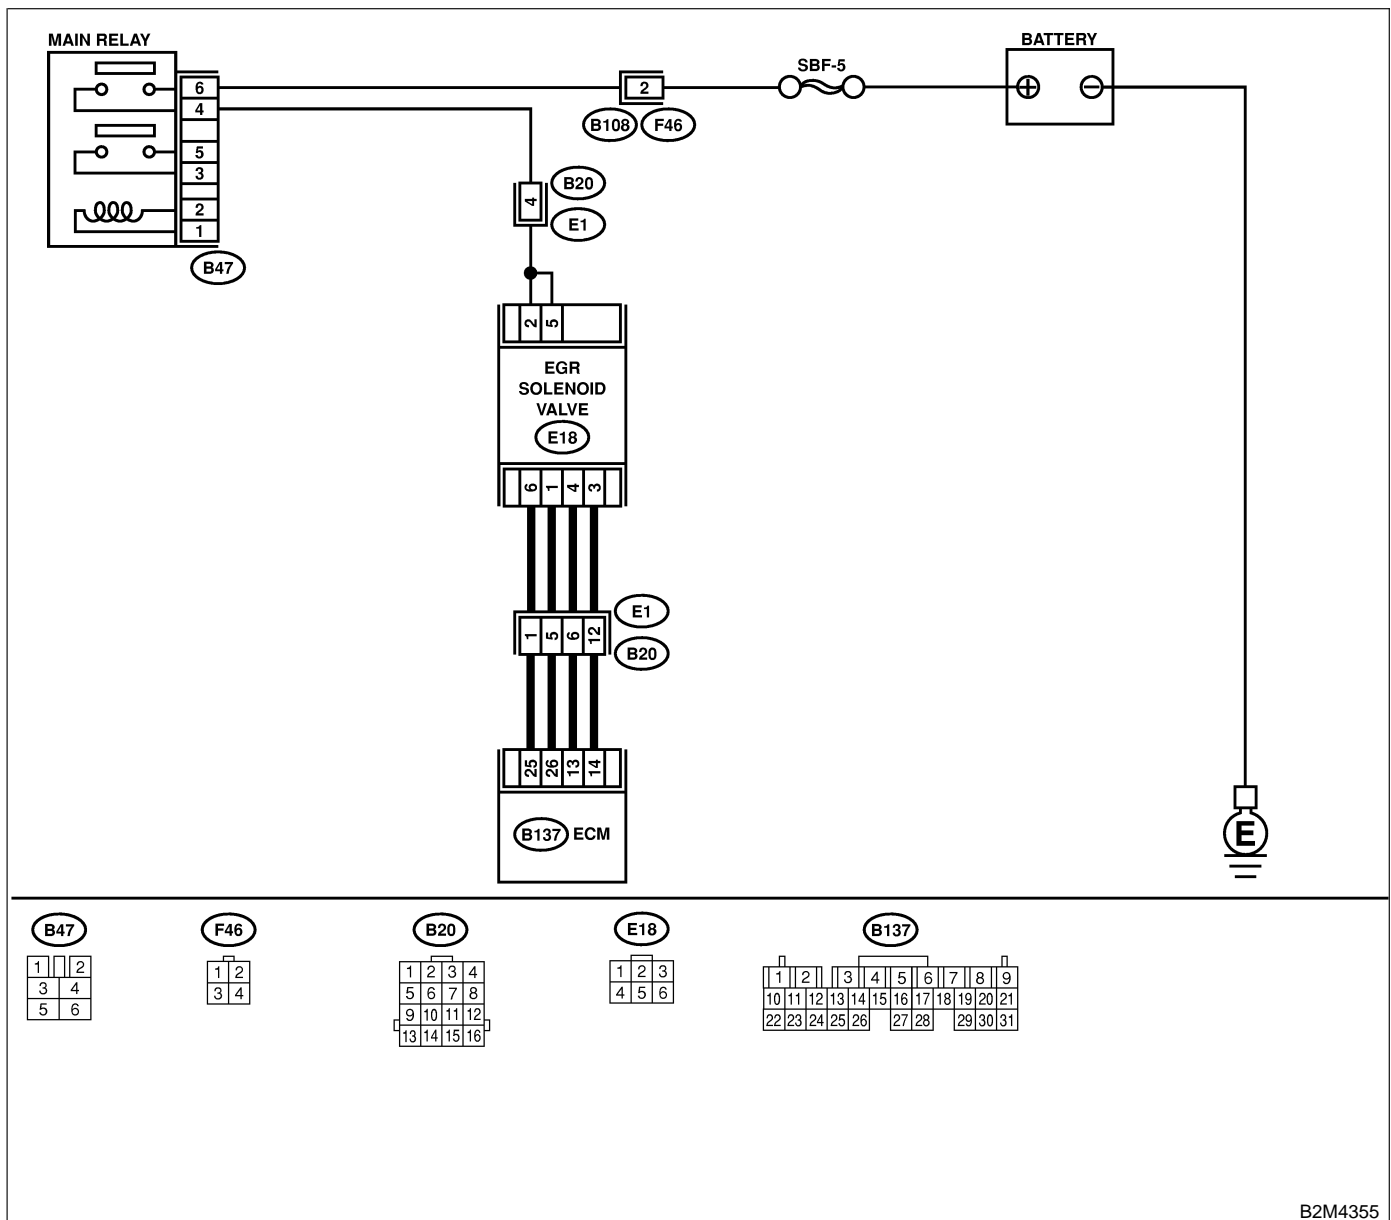 MAIN RELAY
BATTERY
SBF-5
6
2
4
B108
F46
5
3
2
1
B47
4
B20
E1
2
5
EGR
SOLENOID
VALVE
E18
6
1
4
3
E1
1
5
6
12
B20
25
26
13
14
B137
ECM
E
B47
F46
B20
E18
B137
1 2
3 4
5 6
1 2
3 4
1 2 3 4
5 6 7 8
9 10 11 12
13 14 15 16
1 2 3
4 5 6
1 2 3 4 5 6 7 8 9
10 11 12 13 14 15 16 17 18 19 20 21
22 23 24 25 26 27 28 29 30 31
B2M4355